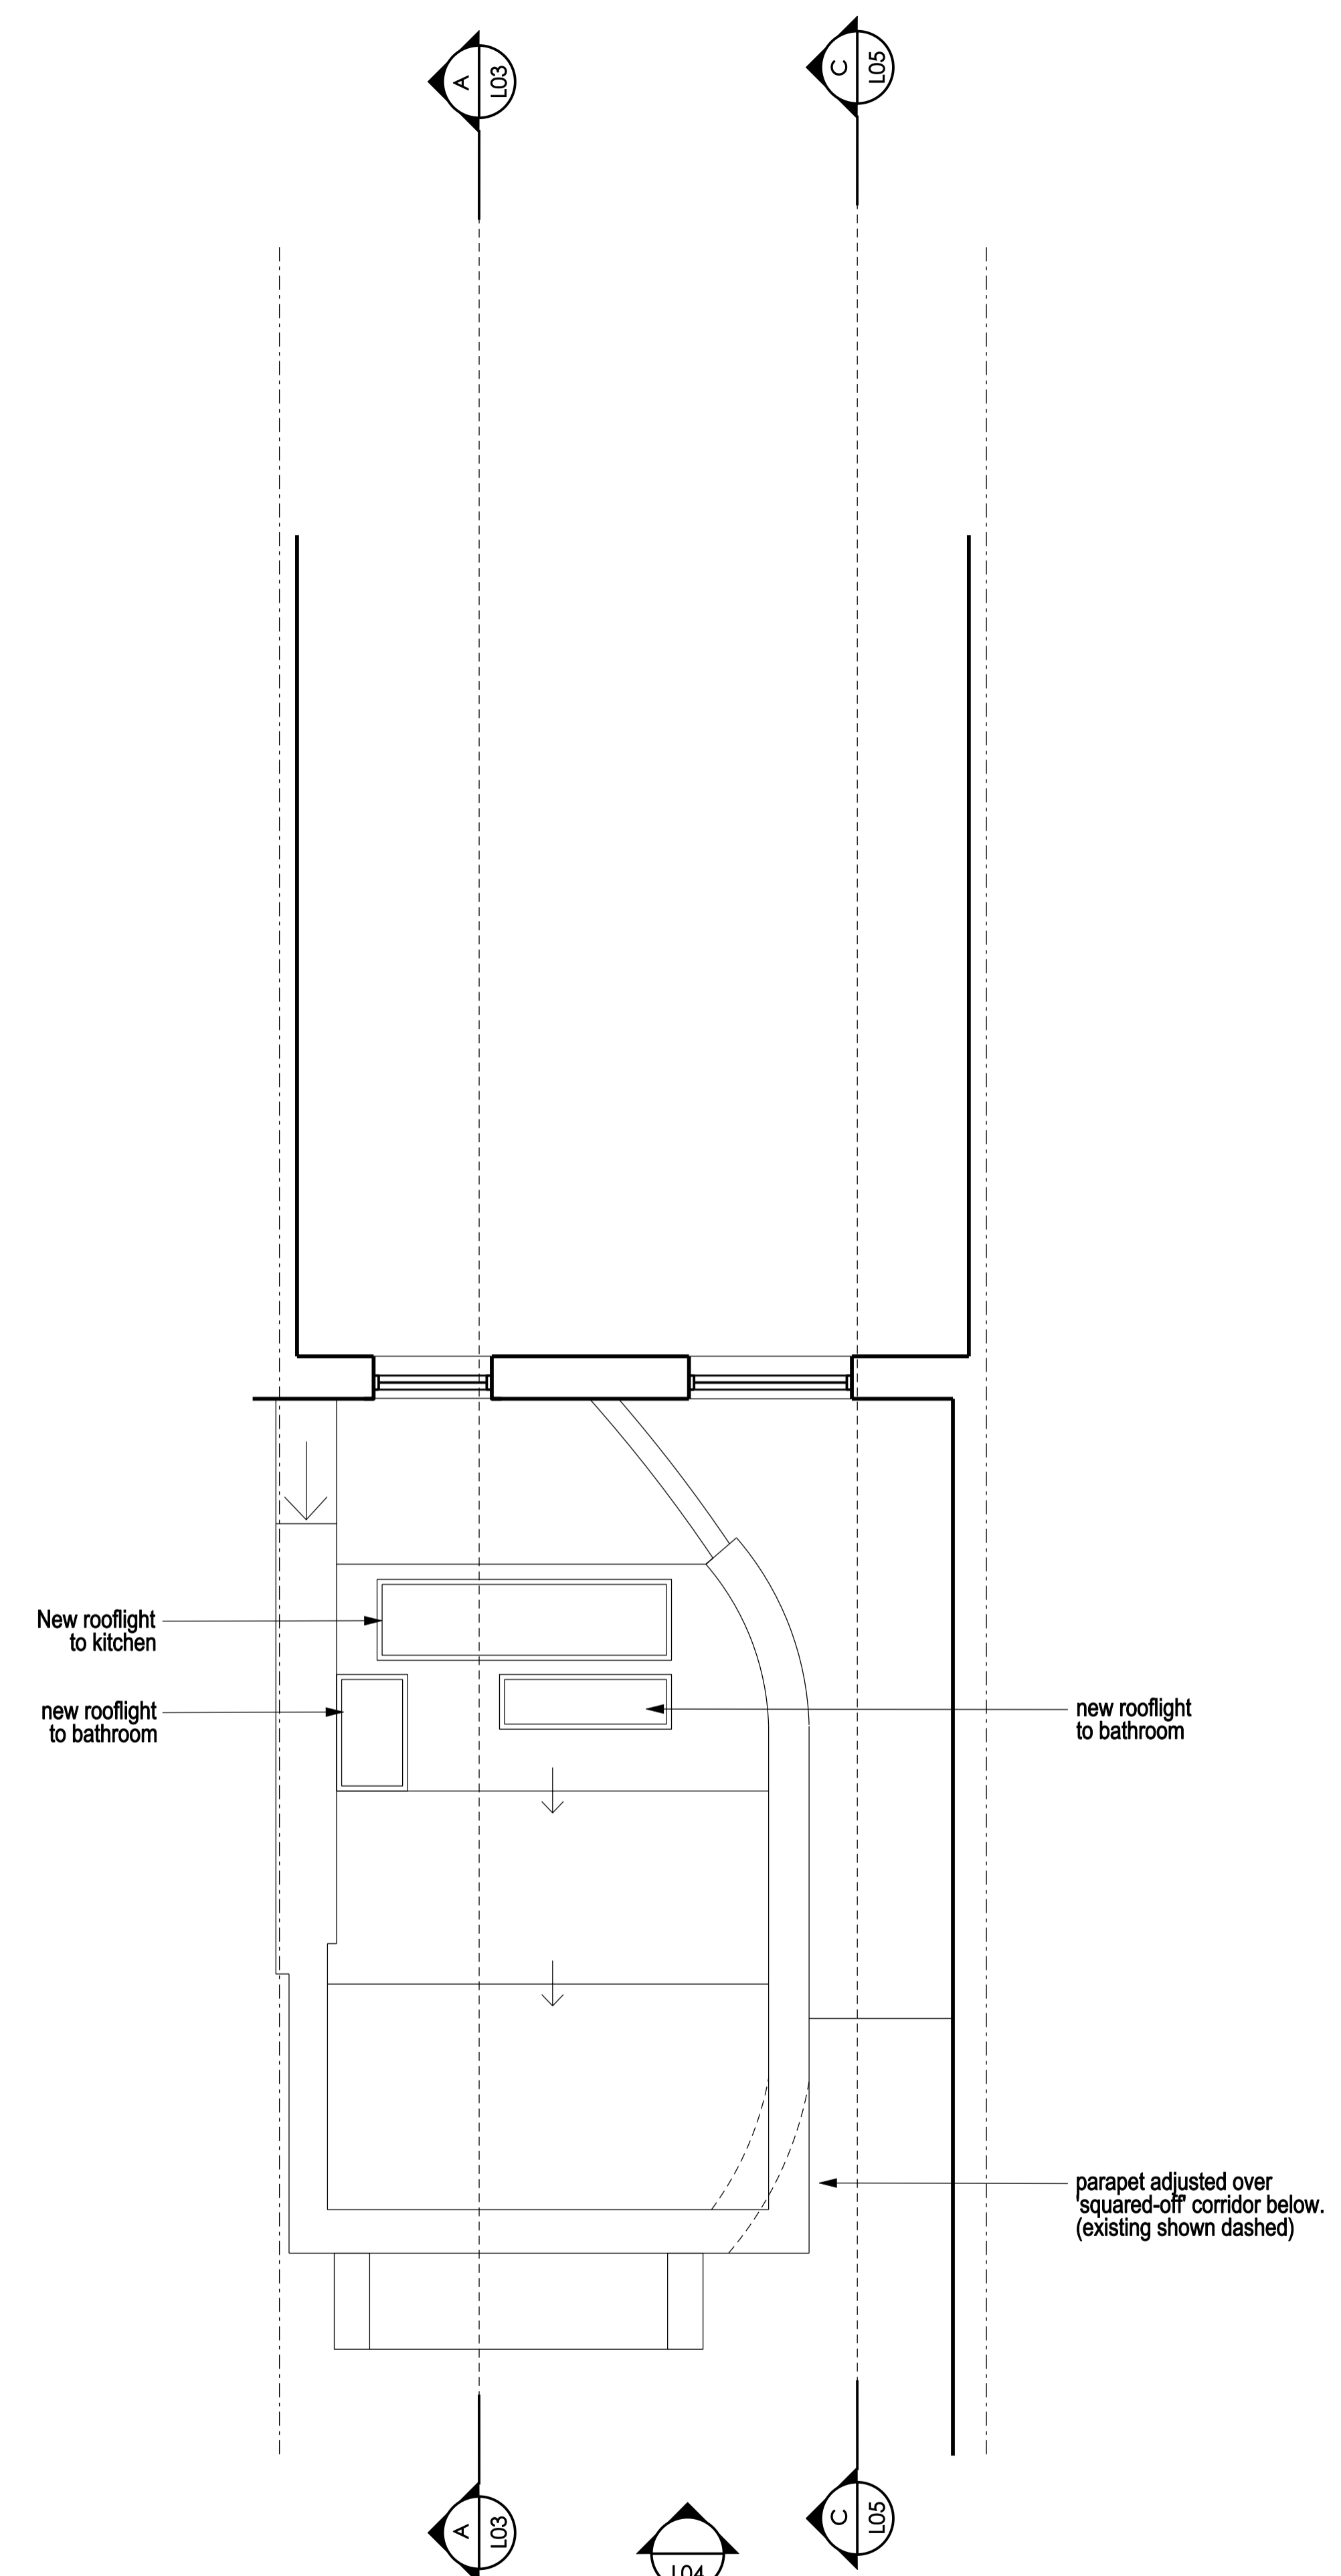 A
L03
C
L05
New rooflight
to kitchen
new rooflight
to bathroom
new rooflight
to bathroom
parapet adjusted over
'squared-off' corridor below.
(existing shown dashed)
A
L03
C
L05
L04